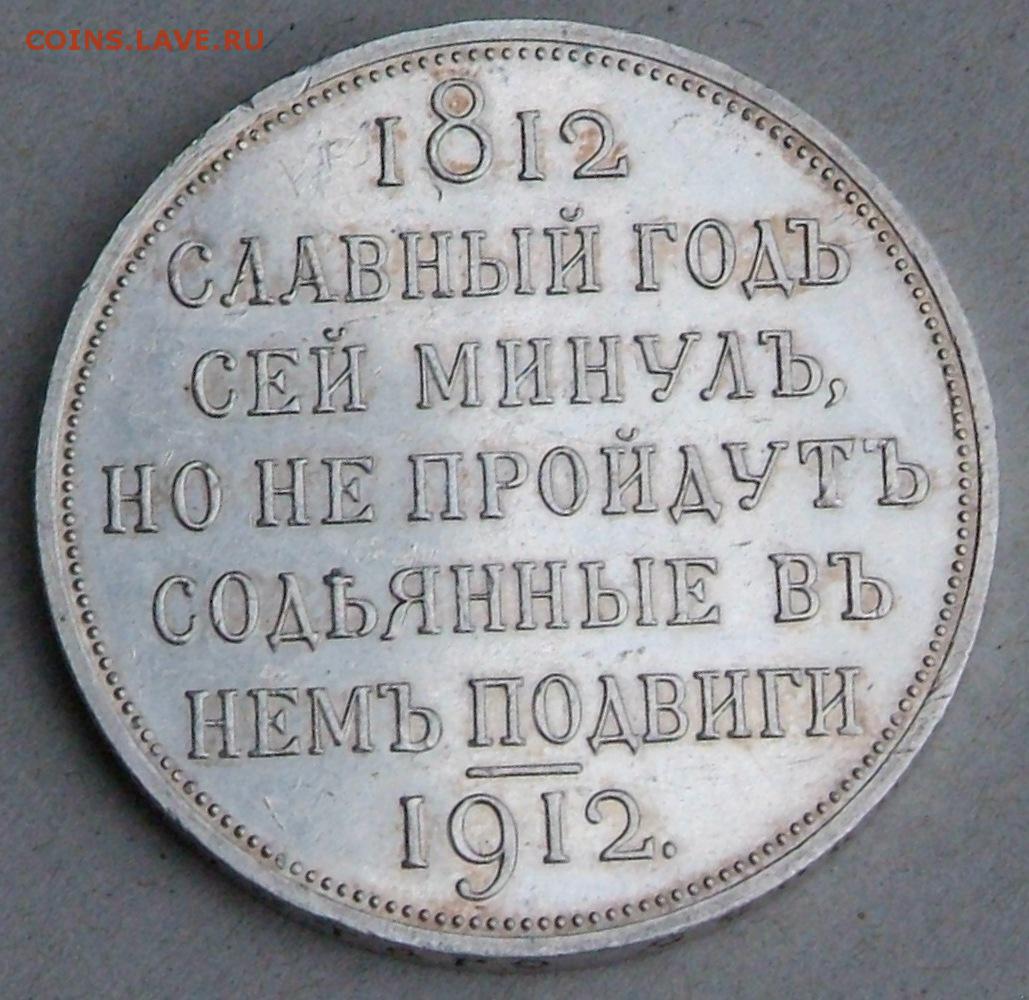 COINS.LAVE.RU
1812
СЛАВНЫЙ ГОДЪ
СЕЙ МИНУЛЪ,
НО НЕ ПРОЙДУТЪ
СОДѢЯННЫЕ ВЪ
НЕМЪ ПОДВИГИ
1912.